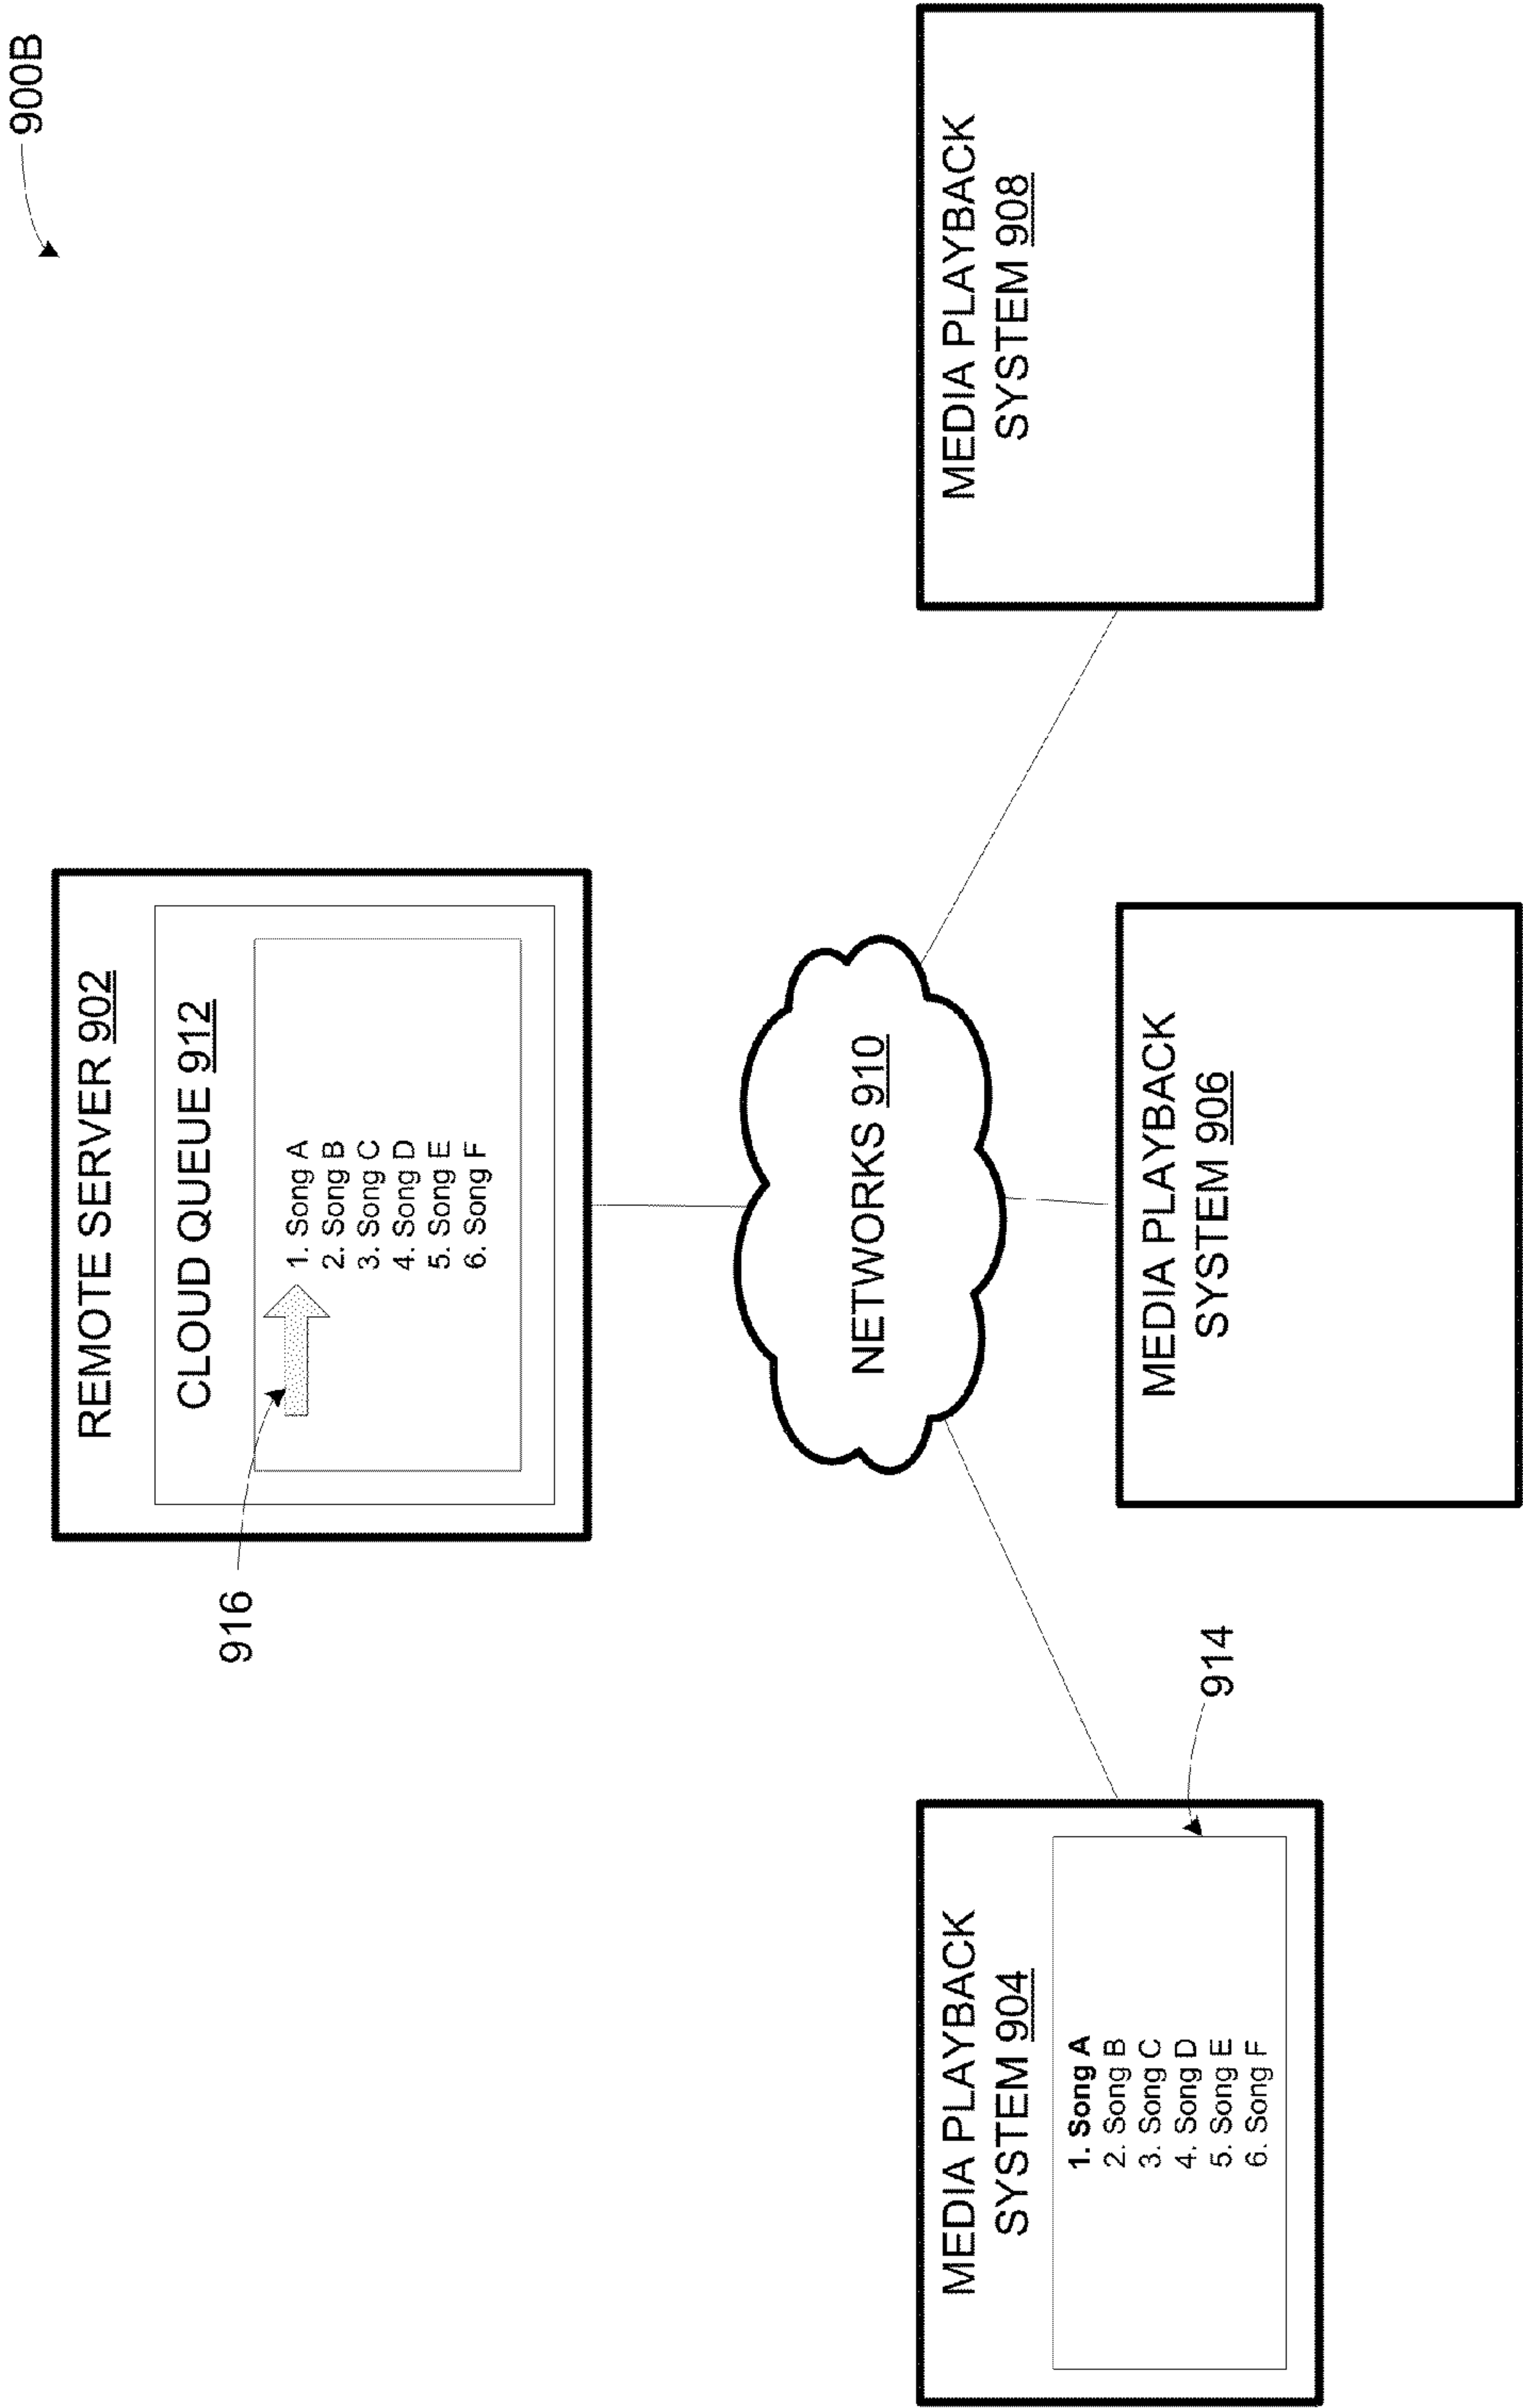 900B
REMOTE SERVER 902
CLOUD QUEUE 912
916
1. Song A
2. Song B
3. Song C
4. Song D
5. Song E
6. Song F
NETWORKS 910
MEDIA PLAYBACK
SYSTEM 904
914
1. Song A
2. Song B
3. Song C
4. Song D
5. Song E
6. Song F
MEDIA PLAYBACK
SYSTEM 906
MEDIA PLAYBACK
SYSTEM 908